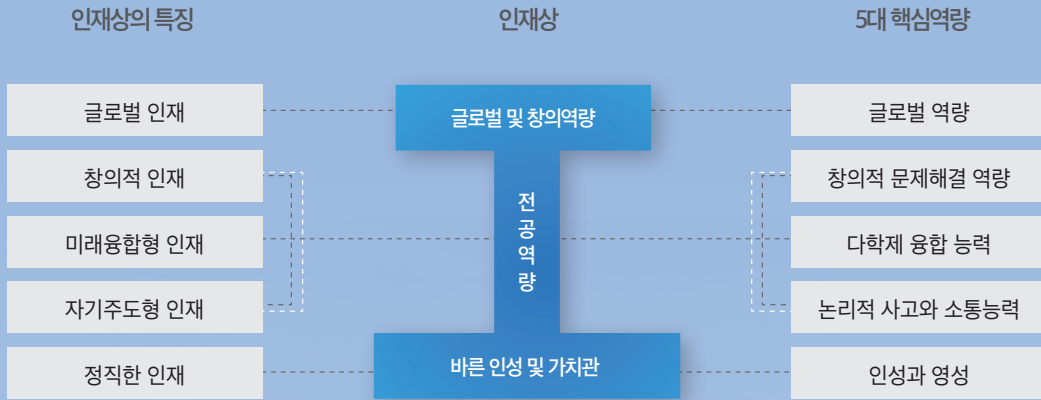 인재상의 특징
인재상
5대 핵심역량
글로벌 인재
글로벌 및 창의역량
글로벌 역량
창의적 인재
창의적 문제해결 역량
미래융합형 인재
전공역량
다학제 융합 능력
자기주도형 인재
논리적 사고와 소통능력
정직한 인재
바른 인성 및 가치관
인성과 영성